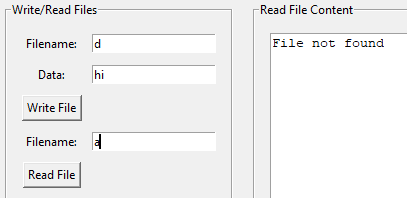 Write/Read Files
Filename: d
Data: hi
Write File
Filename: a
Read File
Read File Content
File not found